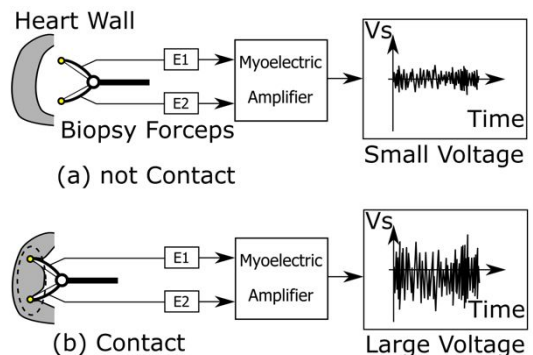 Heart Wall
E1
E2
Myoelectric
Amplifier
Biopsy Forceps
Vs
Time
Small Voltage
(a) not Contact
E1
E2
Myoelectric
Amplifier
Vs
Time
(b) Contact
Large Voltage